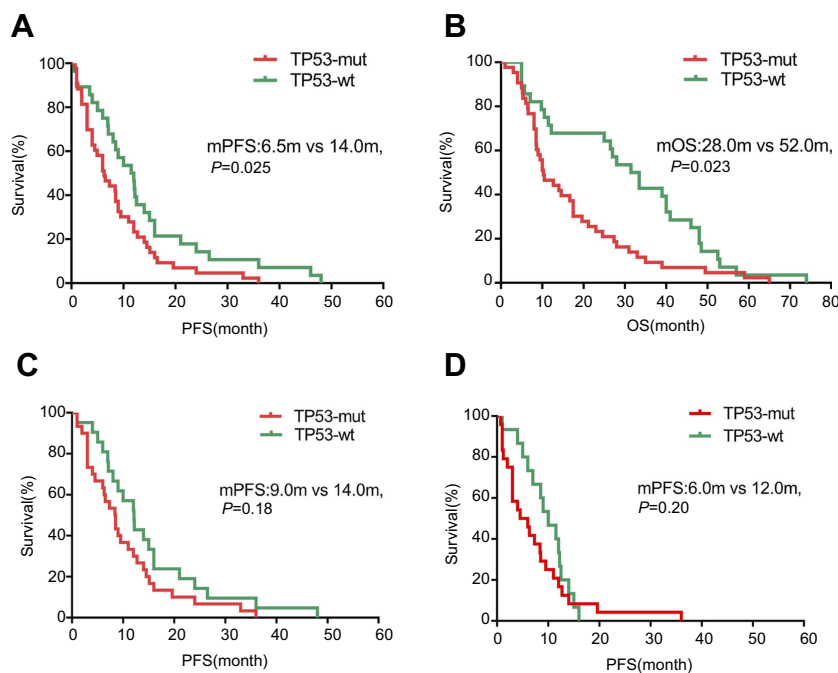 A
TP53-mut
TP53-wt
mPFS:6.5m vs 14.0m,
P=0.025
Survival(%)
100
80
60
40
20
0
0 10 20 30 40 50 60
PFS(month)
B
TP53-mut
TP53-wt
mOS:28.0m vs 52.0m,
P=0.023
Survival(%)
100
80
60
40
20
0
0 10 20 30 40 50 60 70 80
OS(month)
C
TP53-mut
TP53-wt
mPFS:9.0m vs 14.0m,
P=0.18
Survival(%)
100
80
60
40
20
0
0 10 20 30 40 50 60
PFS(month)
D
TP53-mut
TP53-wt
mPFS:6.0m vs 12.0m,
P=0.20
Survival(%)
100
80
60
40
20
0
0 10 20 30 40 50 60
PFS(month)